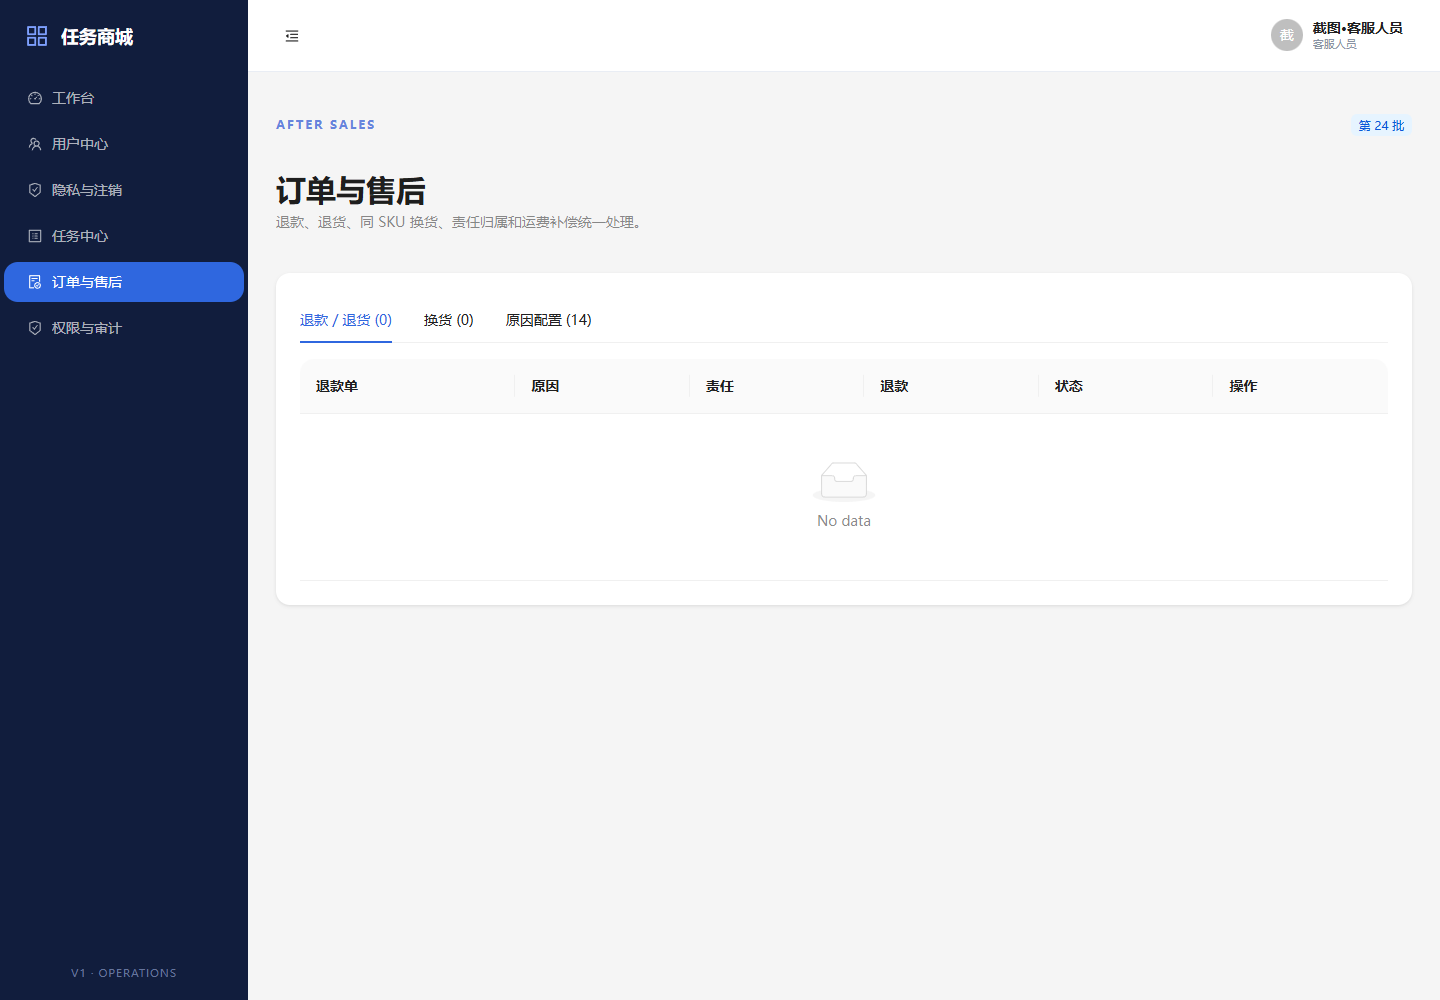 任务商城
工作台
用户中心
隐私与注销
任务中心
订单与售后
权限与审计
V1 · OPERATIONS
截
截图•客服人员
客服人员
AFTER SALES
第 24 批
订单与售后
退款、退货、同 SKU 换货、责任归属和运费补偿统一处理。
退款 / 退货 (0)
换货 (0)
原因配置 (14)
退款单
原因
责任
退款
状态
操作
No data